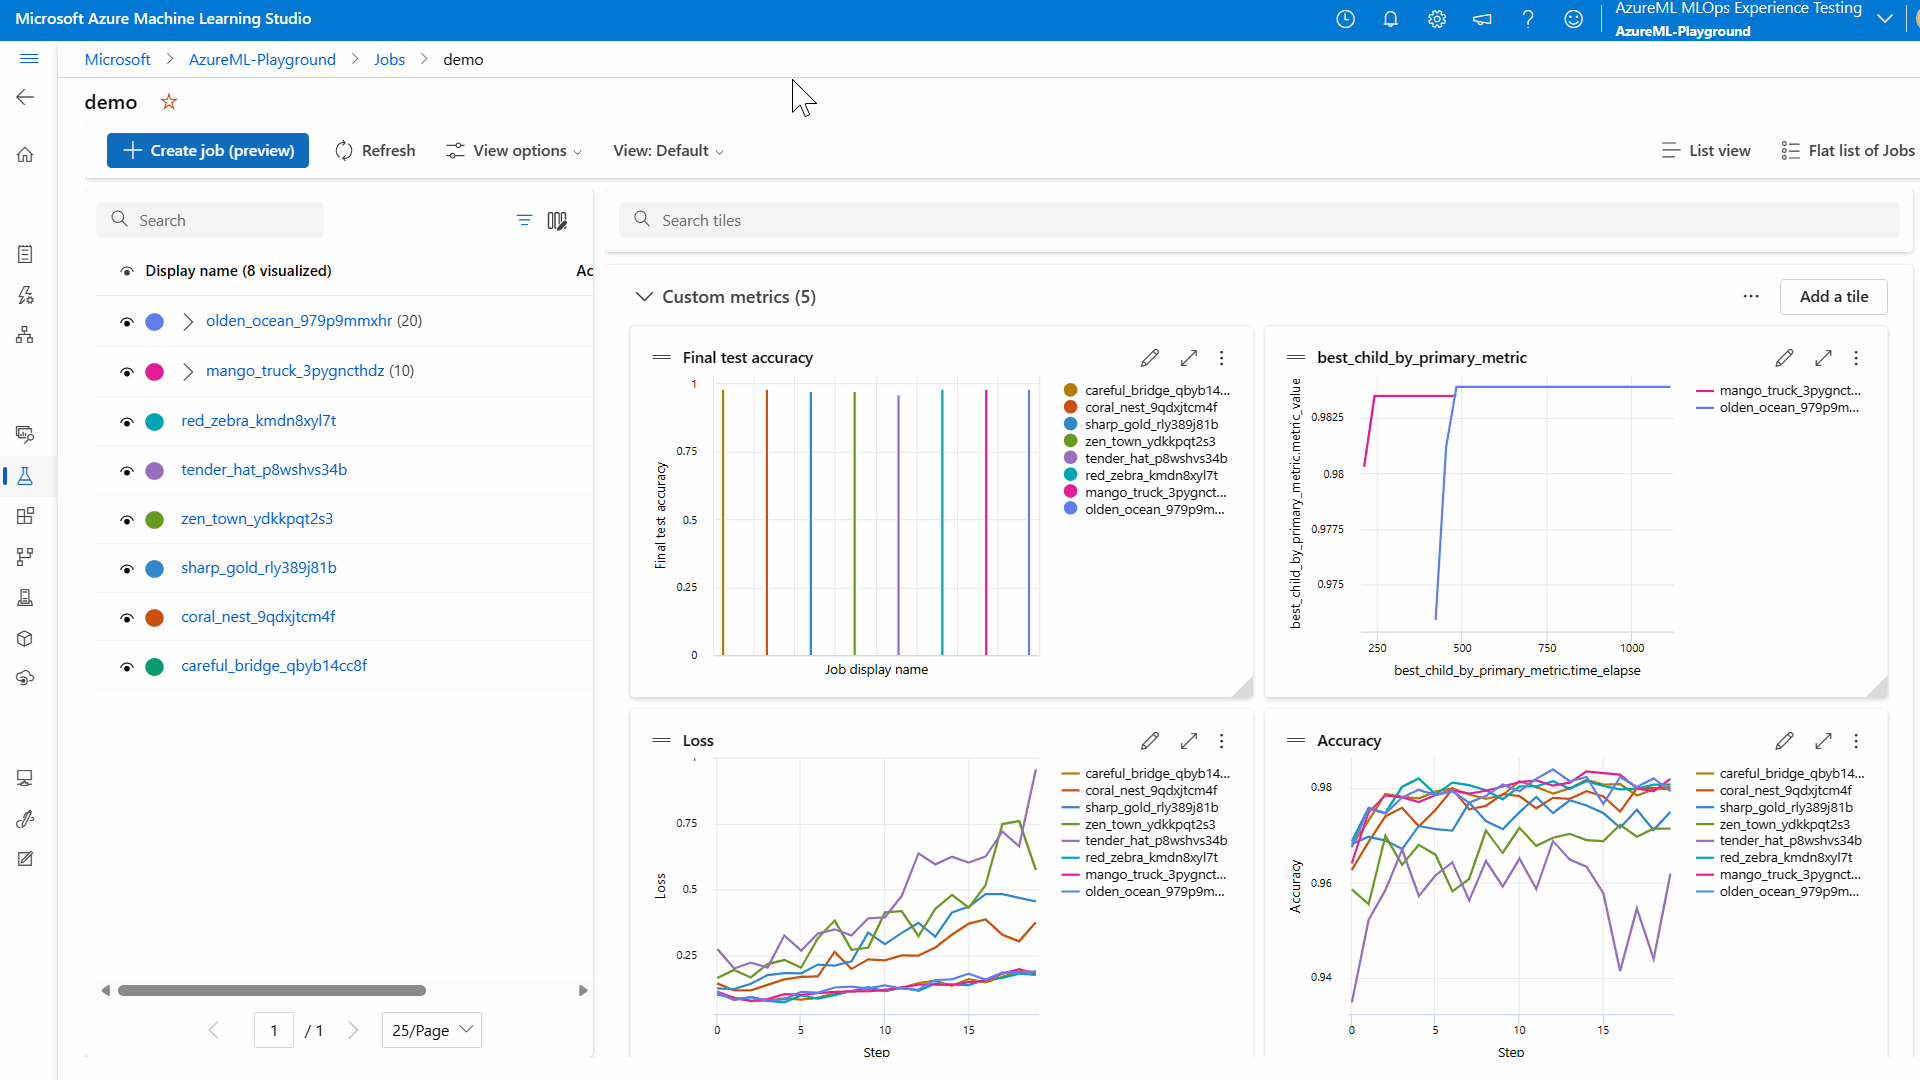 Microsoft Azure Machine Learning Studio
AzureML MLOps Experience Testing
AzureML-Playground
Microsoft > AzureML-Playground > Jobs > demo
demo
Create job (preview)
Refresh
View options
View: Default
List view
Flat list of Jobs
Search
Display name (8 visualized)
Ac
olden_ocean_979p9mmxhr (20)
mango_truck_3pygncthdz (10)
red_zebra_kmdn8xyl7t
tender_hat_p8wshvs34b
zen_town_ydkkpqt2s3
sharp_gold_rly389j81b
coral_nest_9qdxjtcm4f
careful_bridge_qbyb14cc8f
1 / 1
25/Page
Search tiles
Custom metrics (5)
Add a tile
Final test accuracy
1
0.75
0.5
0.25
0
Final test accuracy
Job display name
careful_bridge_qbyb14...
coral_nest_9qdxjtcm4f
sharp_gold_rly389j81b
zen_town_ydkkpqt2s3
tender_hat_p8wshvs34b
red_zebra_kmdn8xyl7t
mango_truck_3pygnct...
olden_ocean_979p9m...
best_child_by_primary_metric
best_child_by_primary_metric.metric_value
0.9825
0.98
0.9775
0.975
250 500 750 1000
best_child_by_primary_metric.time_elapse
mango_truck_3pygnct...
olden_ocean_979p9m...
Loss
0.75
0.5
0.25
Loss
0 5 10 15
Step
careful_bridge_qbyb14...
coral_nest_9qdxjtcm4f
sharp_gold_rly389j81b
zen_town_ydkkpqt2s3
tender_hat_p8wshvs34b
red_zebra_kmdn8xyl7t
mango_truck_3pygnct...
olden_ocean_979p9m...
Accuracy
0.98
0.96
0.94
Accuracy
0 5 10 15
Step
careful_bridge_qbyb14...
coral_nest_9qdxjtcm4f
sharp_gold_rly389j81b
zen_town_ydkkpqt2s3
tender_hat_p8wshvs34b
red_zebra_kmdn8xyl7t
mango_truck_3pygnct...
olden_ocean_979p9m...